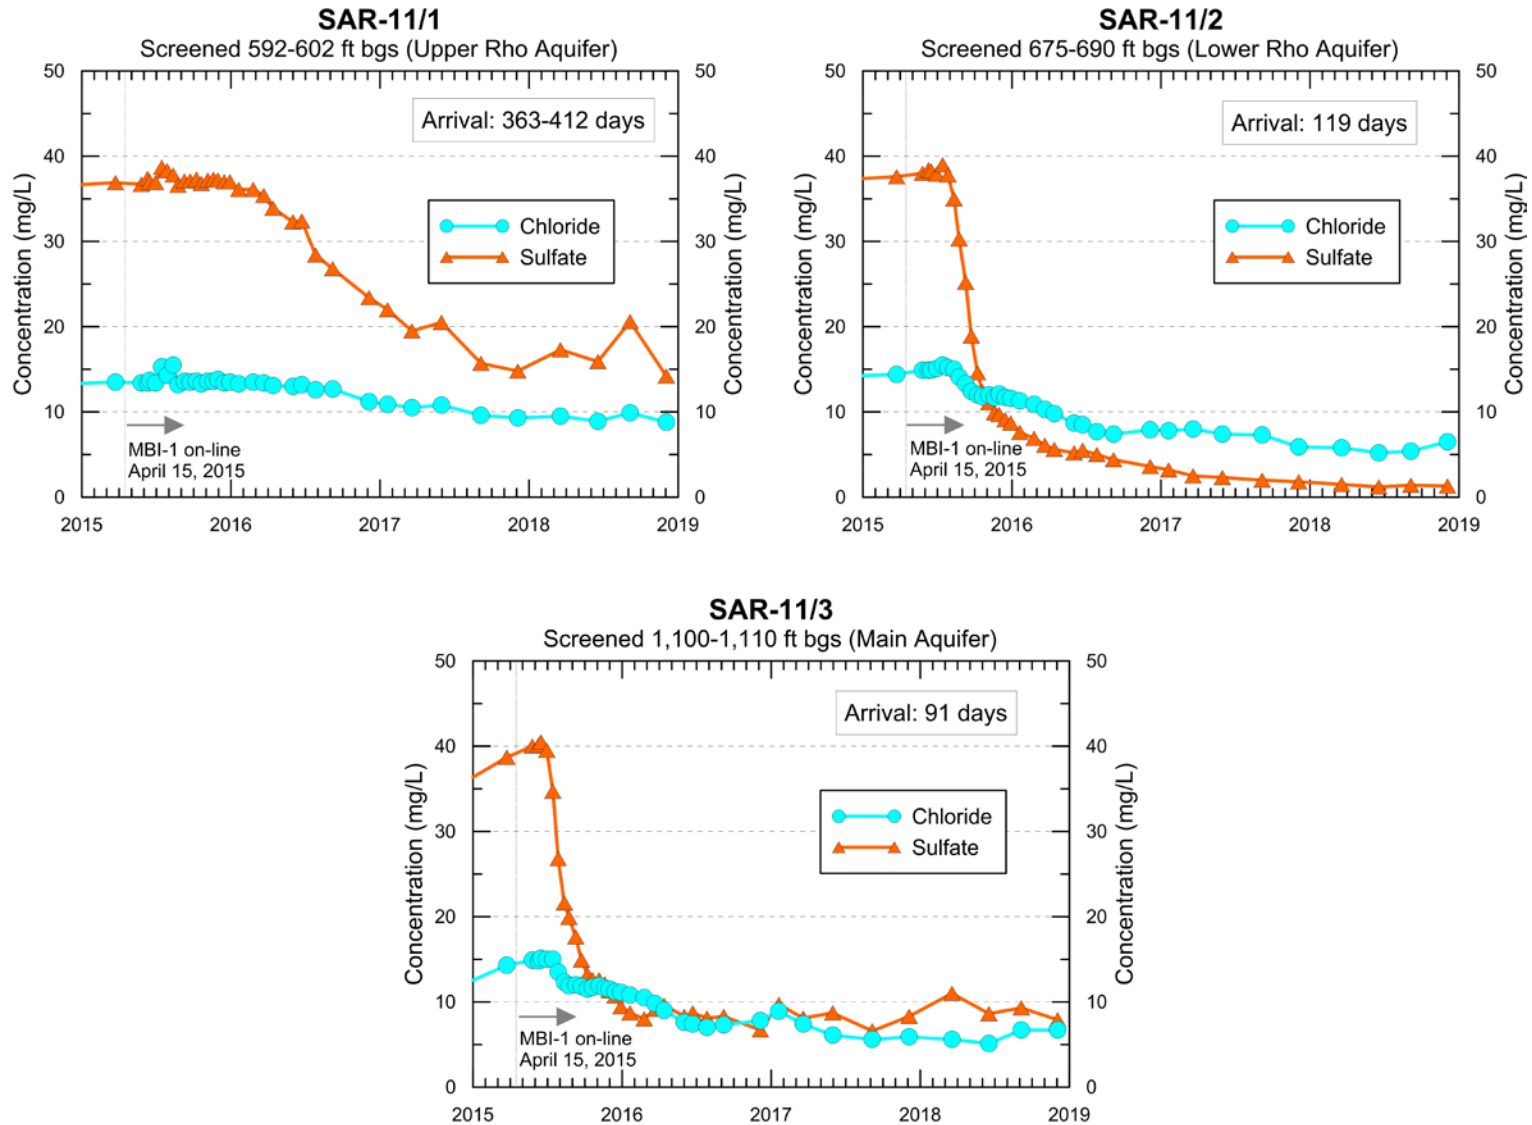 SAR-11/1
Screened 592-602 ft bgs (Upper Rho Aquifer)
50
40
30
20
10
0
Concentration (mg/L)
Arrival: 363-412 days
Chloride
Sulfate
MBI-1 on-line
April 15, 2015
50
40
30
20
10
0
Concentration (mg/L)
2015
2016
2017
2018
2019
SAR-11/2
Screened 675-690 ft bgs (Lower Rho Aquifer)
50
40
30
20
10
0
Concentration (mg/L)
Arrival: 119 days
Chloride
Sulfate
MBI-1 on-line
April 15, 2015
50
40
30
20
10
0
Concentration (mg/L)
2015
2016
2017
2018
2019
SAR-11/3
Screened 1,100-1,110 ft bgs (Main Aquifer)
50
40
30
20
10
0
Concentration (mg/L)
Arrival: 91 days
Chloride
Sulfate
MBI-1 on-line
April 15, 2015
50
40
30
20
10
0
Concentration (mg/L)
2015
2016
2017
2018
2019